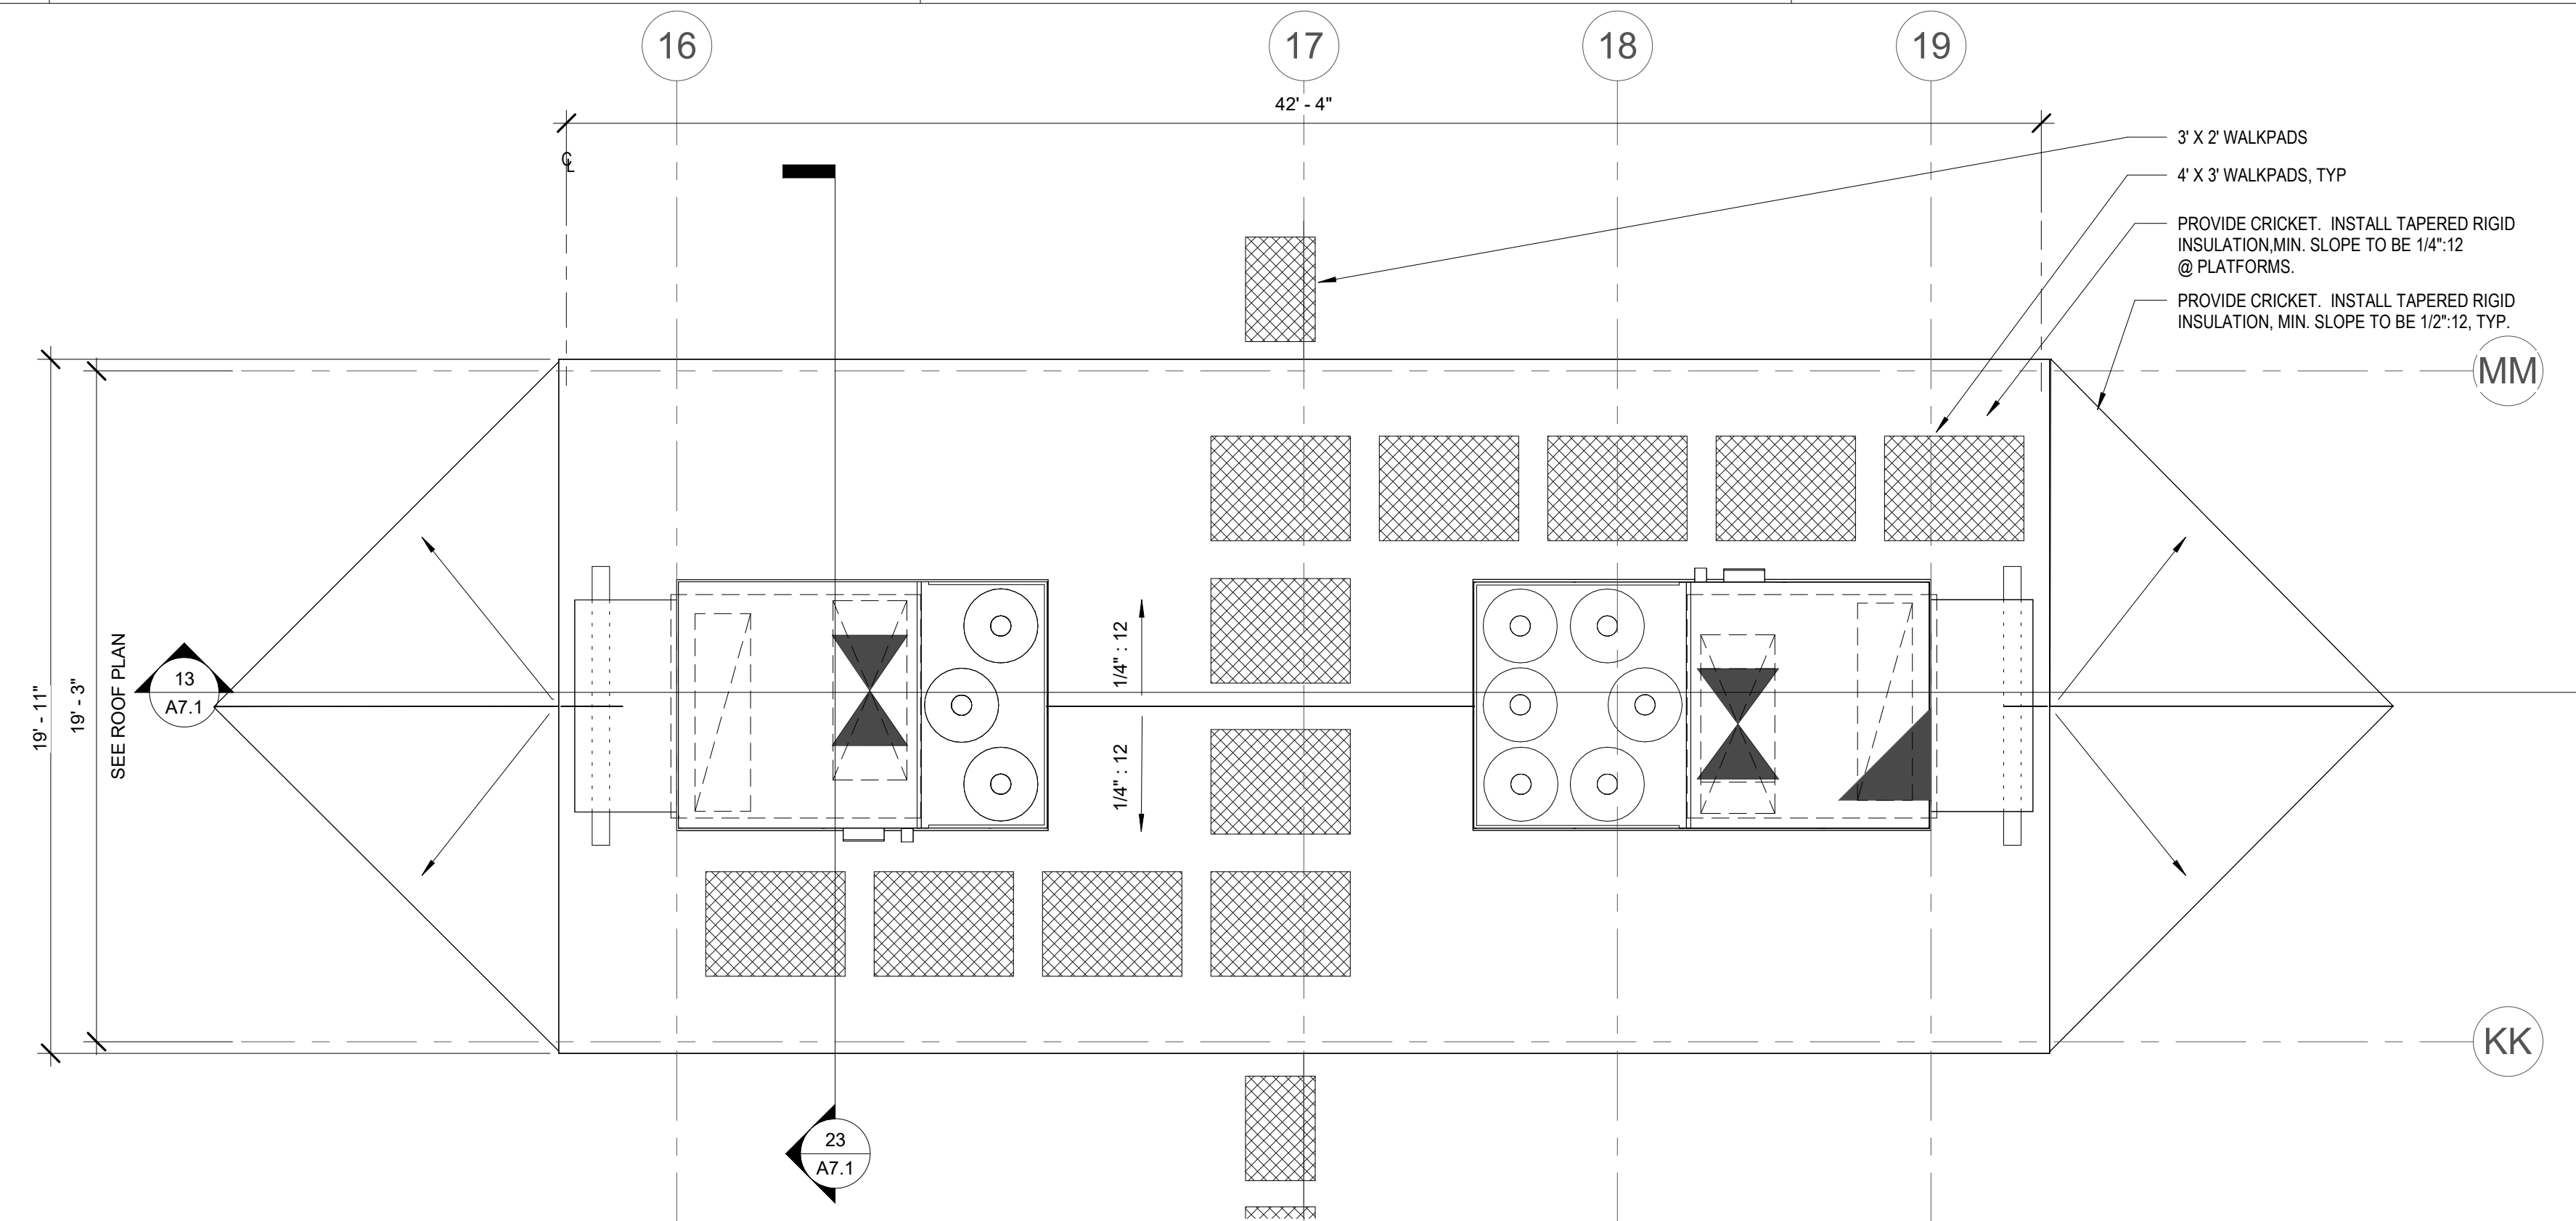 16
17
18
19
42' - 4"
℄
3' X 2' WALKPADS
4' X 3' WALKPADS, TYP
PROVIDE CRICKET. INSTALL TAPERED RIGID
INSULATION,MIN. SLOPE TO BE 1/4":12
@ PLATFORMS.
PROVIDE CRICKET. INSTALL TAPERED RIGID
INSULATION, MIN. SLOPE TO BE 1/2":12, TYP.
MM
19' - 11"
19' - 3"
SEE ROOF PLAN
13
A7.1
1/4" : 12
1/4" : 12
KK
23
A7.1